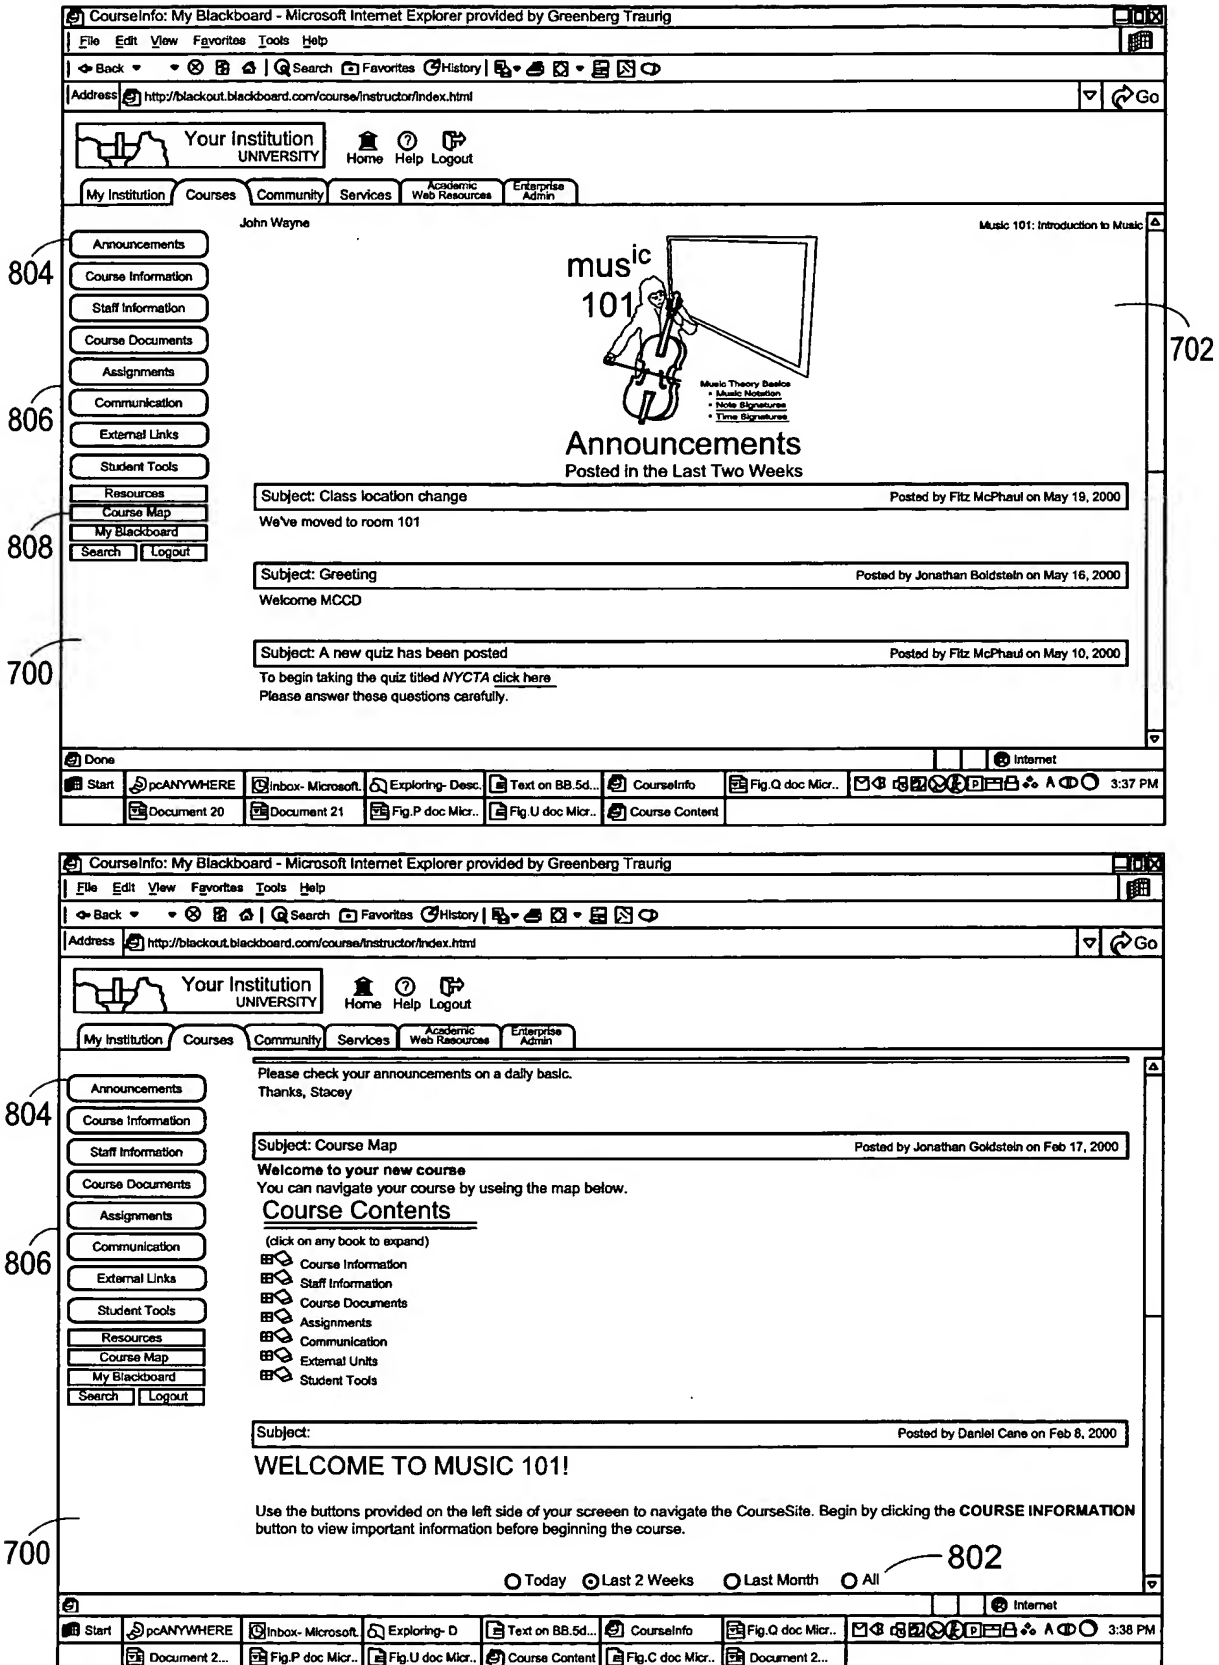 CourseInfo: My Blackboard - Microsoft Internet Explorer provided by Greenberg Traurig
File Edit View Favorites Tools Help
Back Search Favorites History
Address http://blackout.blackboard.com/course/instructor/index.html Go
Your Institution
UNIVERSITY
Home Help Logout
My Institution Courses Community Services Academic Web Resources Enterprise Admin
John Wayne Music 101: Introduction to Music
804
Announcements
Course Information
Staff Information
Course Documents
Assignments
806
Communication
External Links
Student Tools
Resources
808
Course Map
My Blackboard
Search Logout
700
702
music
101
Music Theory Basics
• Music Notation
• Note Signatures
• Time Signatures
Announcements
Posted in the Last Two Weeks
Subject: Class location change Posted by Fitz McPhaul on May 19, 2000
We've moved to room 101
Subject: Greeting Posted by Jonathan Boldstein on May 16, 2000
Welcome MCCD
Subject: A new quiz has been posted Posted by Fitz McPhaul on May 10, 2000
To begin taking the quiz titled NYCTA click here
Please answer these questions carefully.
Done Internet
Start pcANYWHERE Inbox- Microsoft. Exploring- Desc. Text on BB.5d... CourseInfo Fig.Q doc Micr.. P A 3:37 PM
Document 20 Document 21 Fig.P doc Micr.. Fig.U doc Micr.. Course Content
CourseInfo: My Blackboard - Microsoft Internet Explorer provided by Greenberg Traurig
File Edit View Favorites Tools Help
Back Search Favorites History
Address http://blackout.blackboard.com/course/instructor/index.html Go
Your Institution
UNIVERSITY
Home Help Logout
My Institution Courses Community Services Academic Web Resources Enterprise Admin
804
Announcements
Course Information
Staff Information
Course Documents
Assignments
806
Communication
External Links
Student Tools
Resources
Course Map
My Blackboard
Search Logout
700
Please check your announcements on a daily basic.
Thanks, Stacey
Subject: Course Map Posted by Jonathan Goldstein on Feb 17, 2000
Welcome to your new course
You can navigate your course by useing the map below.
Course Contents
(click on any book to expand)
Course Information
Staff Information
Course Documents
Assignments
Communication
External Units
Student Tools
Subject: Posted by Daniel Cane on Feb 8, 2000
WELCOME TO MUSIC 101!
Use the buttons provided on the left side of your screeen to navigate the CourseSite. Begin by clicking the COURSE INFORMATION
button to view important information before beginning the course.
802
Today Last 2 Weeks Last Month All
Internet
Start pcANYWHERE Inbox- Microsoft. Exploring- D Text on BB.5d... CourseInfo Fig.Q doc Micr.. P A 3:38 PM
Document 2... Fig.P doc Micr.. Fig.U doc Micr.. Course Content Fig.C doc Micr.. Document 2...